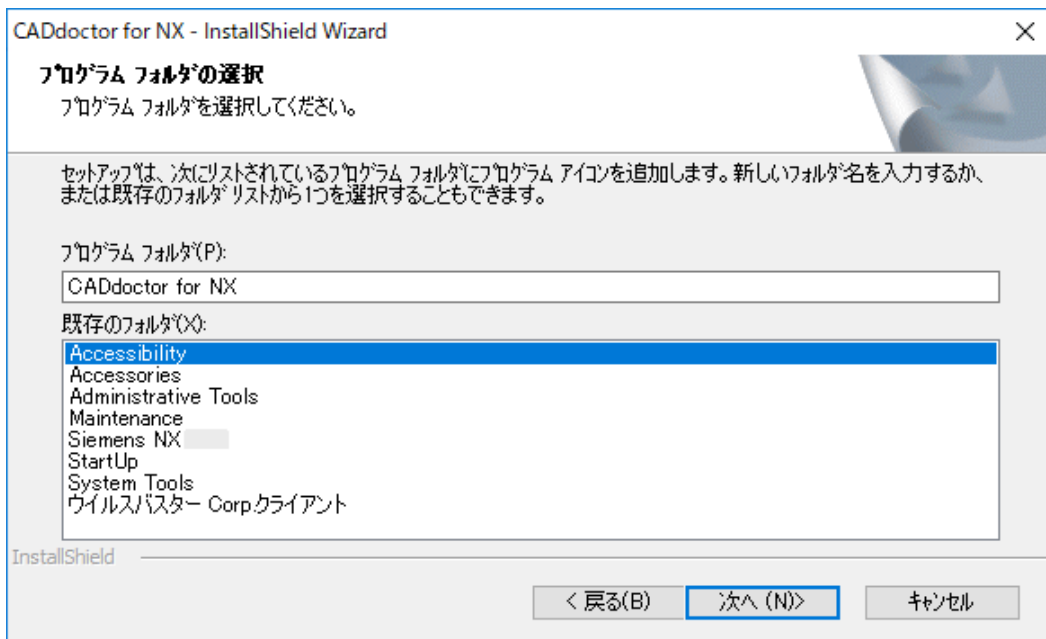 CADdoctor for NX - InstallShield Wizard
プログラム フォルダの選択
プログラム フォルダを選択してください。
セットアップは、次にリストされているプログラム フォルダにプログラム アイコンを追加します。新しいフォルダ名を入力するか、
または既存のフォルダ リストから1つを選択することもできます。
プログラム フォルダ(P):
CADdoctor for NX
既存のフォルダ(X):
Accessibility
Accessories
Administrative Tools
Maintenance
Siemens NX
StartUp
System Tools
ウイルスバスター Corp.クライアント
InstallShield
< 戻る(B)
次へ (N)>
キャンセル